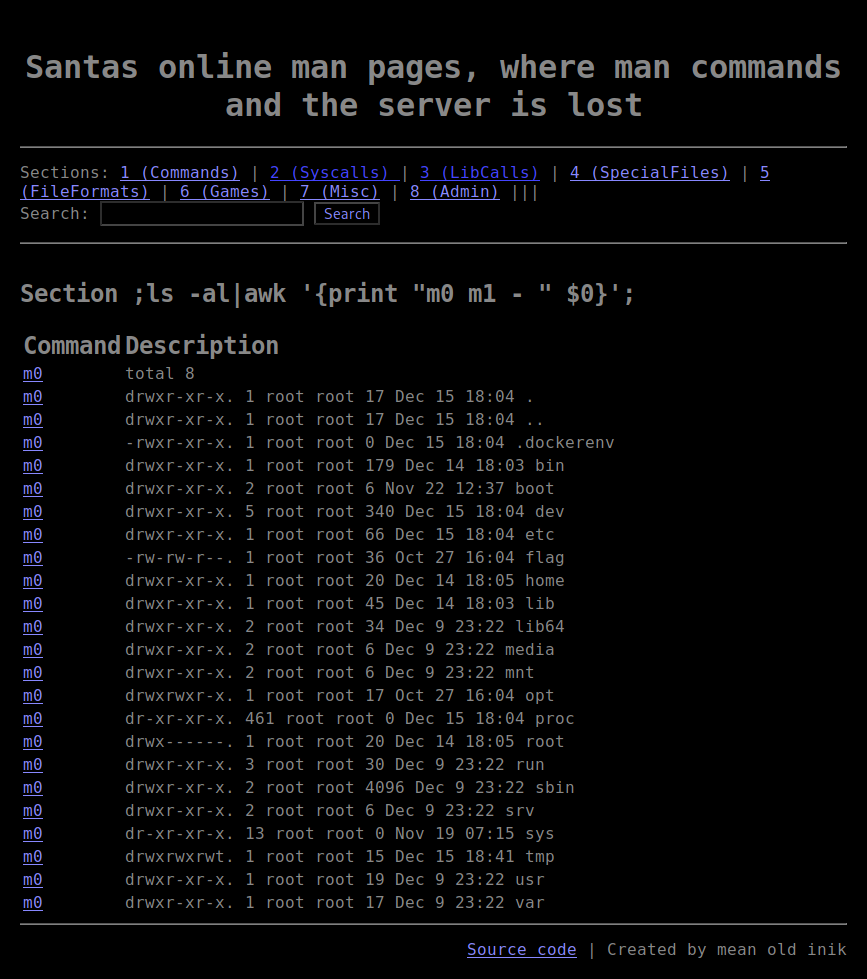 Santas online man pages, where man commands
and the server is lost
Sections: 1 (Commands) | 2 (Syscalls) | 3 (LibCalls) | 4 (SpecialFiles) | 5
(FileFormats) | 6 (Games) | 7 (Misc) | 8 (Admin) |||
Search: Search
Section ;ls -al|awk '{print "m0 m1 - " $0}';
Command Description
m0 total 8
m0 drwxr-xr-x. 1 root root 17 Dec 15 18:04 .
m0 drwxr-xr-x. 1 root root 17 Dec 15 18:04 ..
m0 -rwxr-xr-x. 1 root root 0 Dec 15 18:04 .dockerenv
m0 drwxr-xr-x. 1 root root 179 Dec 14 18:03 bin
m0 drwxr-xr-x. 2 root root 6 Nov 22 12:37 boot
m0 drwxr-xr-x. 5 root root 340 Dec 15 18:04 dev
m0 drwxr-xr-x. 1 root root 66 Dec 15 18:04 etc
m0 -rw-rw-r--. 1 root root 36 Oct 27 16:04 flag
m0 drwxr-xr-x. 1 root root 20 Dec 14 18:05 home
m0 drwxr-xr-x. 1 root root 45 Dec 14 18:03 lib
m0 drwxr-xr-x. 2 root root 34 Dec 9 23:22 lib64
m0 drwxr-xr-x. 2 root root 6 Dec 9 23:22 media
m0 drwxr-xr-x. 2 root root 6 Dec 9 23:22 mnt
m0 drwxrwxr-x. 1 root root 17 Oct 27 16:04 opt
m0 dr-xr-xr-x. 461 root root 0 Dec 15 18:04 proc
m0 drwx------. 1 root root 20 Dec 14 18:05 root
m0 drwxr-xr-x. 3 root root 30 Dec 9 23:22 run
m0 drwxr-xr-x. 2 root root 4096 Dec 9 23:22 sbin
m0 drwxr-xr-x. 2 root root 6 Dec 9 23:22 srv
m0 dr-xr-xr-x. 13 root root 0 Nov 19 07:15 sys
m0 drwxrwxrwt. 1 root root 15 Dec 15 18:41 tmp
m0 drwxr-xr-x. 1 root root 19 Dec 9 23:22 usr
m0 drwxr-xr-x. 1 root root 17 Dec 9 23:22 var
Source code | Created by mean old inik